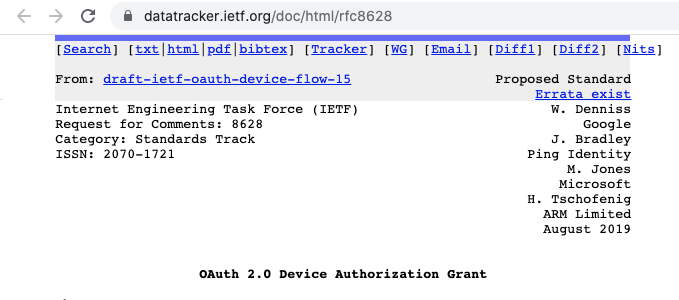 datatracker.ietf.org/doc/html/rfc8628
[Search] [txt|html|pdf|bibtex] [Tracker] [WG] [Email] [Diff1] [Diff2] [Nits]
From: draft-ietf-oauth-device-flow-15 Proposed Standard
Errata exist
Internet Engineering Task Force (IETF) W. Denniss
Request for Comments: 8628 Google
Category: Standards Track J. Bradley
ISSN: 2070-1721 Ping Identity
M. Jones
Microsoft
H. Tschofenig
ARM Limited
August 2019
OAuth 2.0 Device Authorization Grant